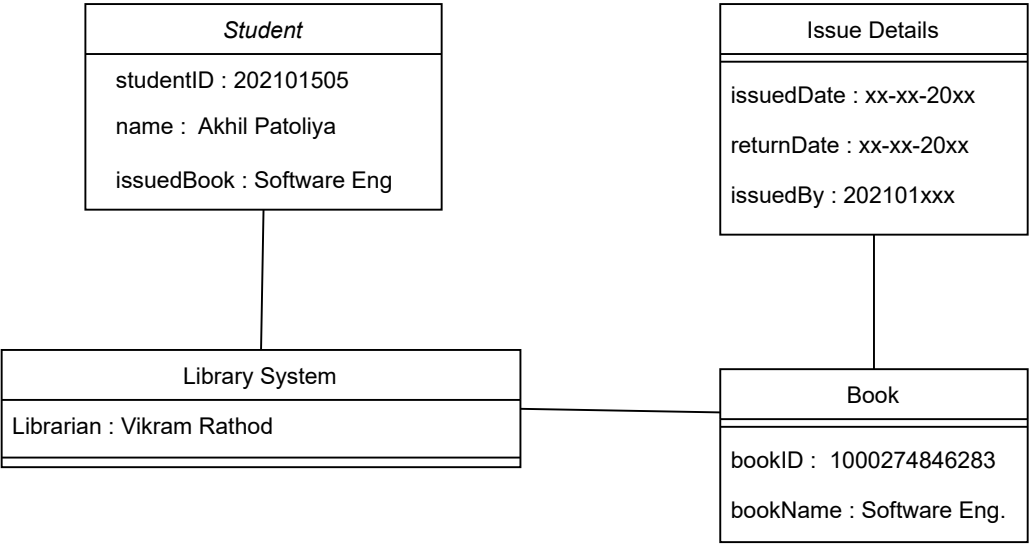 Student
studentID : 202101505
name :  Akhil Patoliya
issuedBook : Software Eng
Issue Details
issuedDate : xx-xx-20xx
returnDate : xx-xx-20xx
issuedBy : 202101xxx
Library System
Librarian : Vikram Rathod
Book
bookID :  1000274846283
bookName : Software Eng.